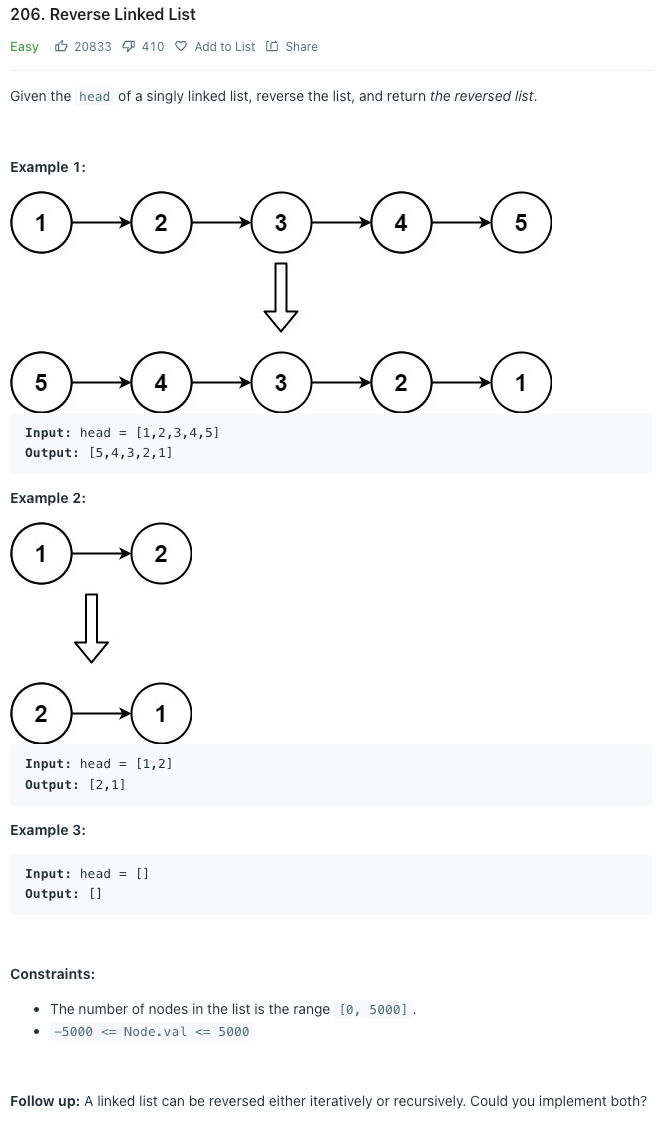 206. Reverse Linked List
Easy 20833 410 Add to List Share
Given the head of a singly linked list, reverse the list, and return the reversed list.
Example 1:
1 2 3 4 5
5 4 3 2 1
Input: head = [1,2,3,4,5]
Output: [5,4,3,2,1]
Example 2:
1 2
2 1
Input: head = [1,2]
Output: [2,1]
Example 3:
Input: head = []
Output: []
Constraints:
• The number of nodes in the list is the range [0, 5000].
• -5000 <= Node.val <= 5000
Follow up: A linked list can be reversed either iteratively or recursively. Could you implement both?